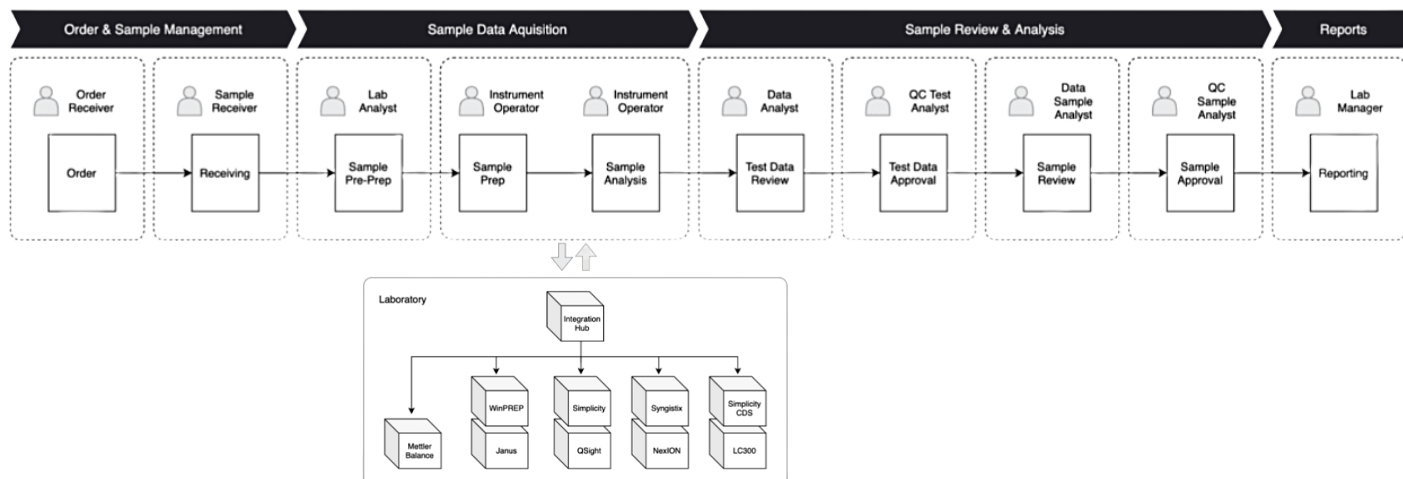 Order & Sample Management
Sample Data Aquisition
Sample Review & Analysis
Reports
Order
Receiver
Sample
Receiver
Lab
Analyst
Instrument
Operator
Instrument
Operator
Data
Analyst
QC Test
Analyst
Data
Sample
Analyst
QC
Sample
Analyst
Lab
Manager
Order
Receiving
Sample
Pre-Prep
Sample
Prep
Sample
Analysis
Test Data
Review
Test Data
Approval
Sample
Review
Sample
Approval
Reporting
Laboratory
Integration
Hub
WinPREP
Simplicity
Syngistix
Simplicity
CDS
Mettler
Balance
Janus
QSight
NexION
LC300